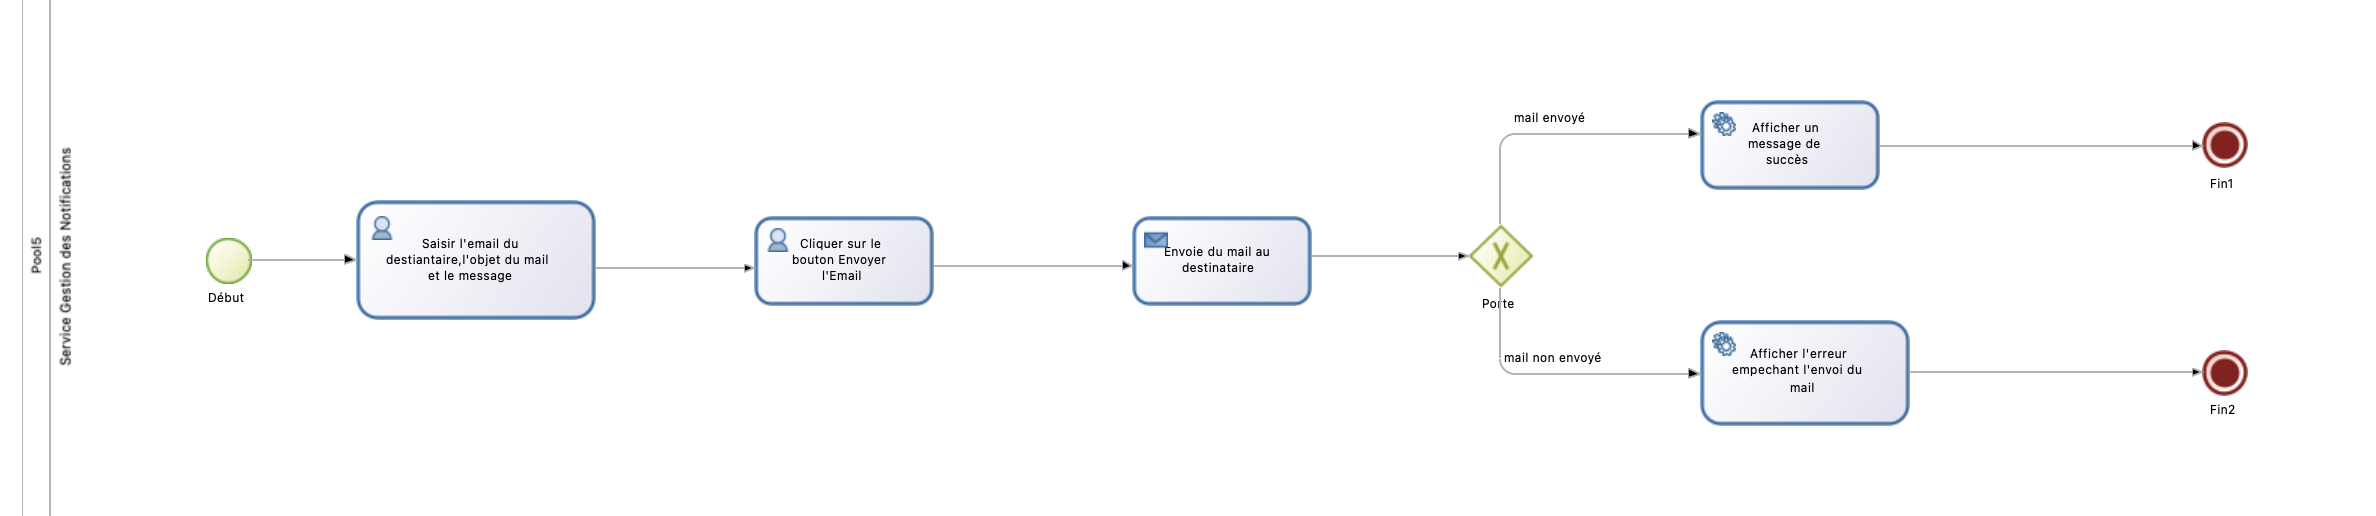 Pool5
Service Gestion des Notifications
Début
Saisir l'email du
destiantaire,l'objet du mail
et le message
Cliquer sur le
bouton Envoyer
l'Email
Envoie du mail au
destinataire
Porte
mail envoyé
Afficher un
message de
succès
Fin1
mail non envoyé
Afficher l'erreur
empechant l'envoi du
mail
Fin2